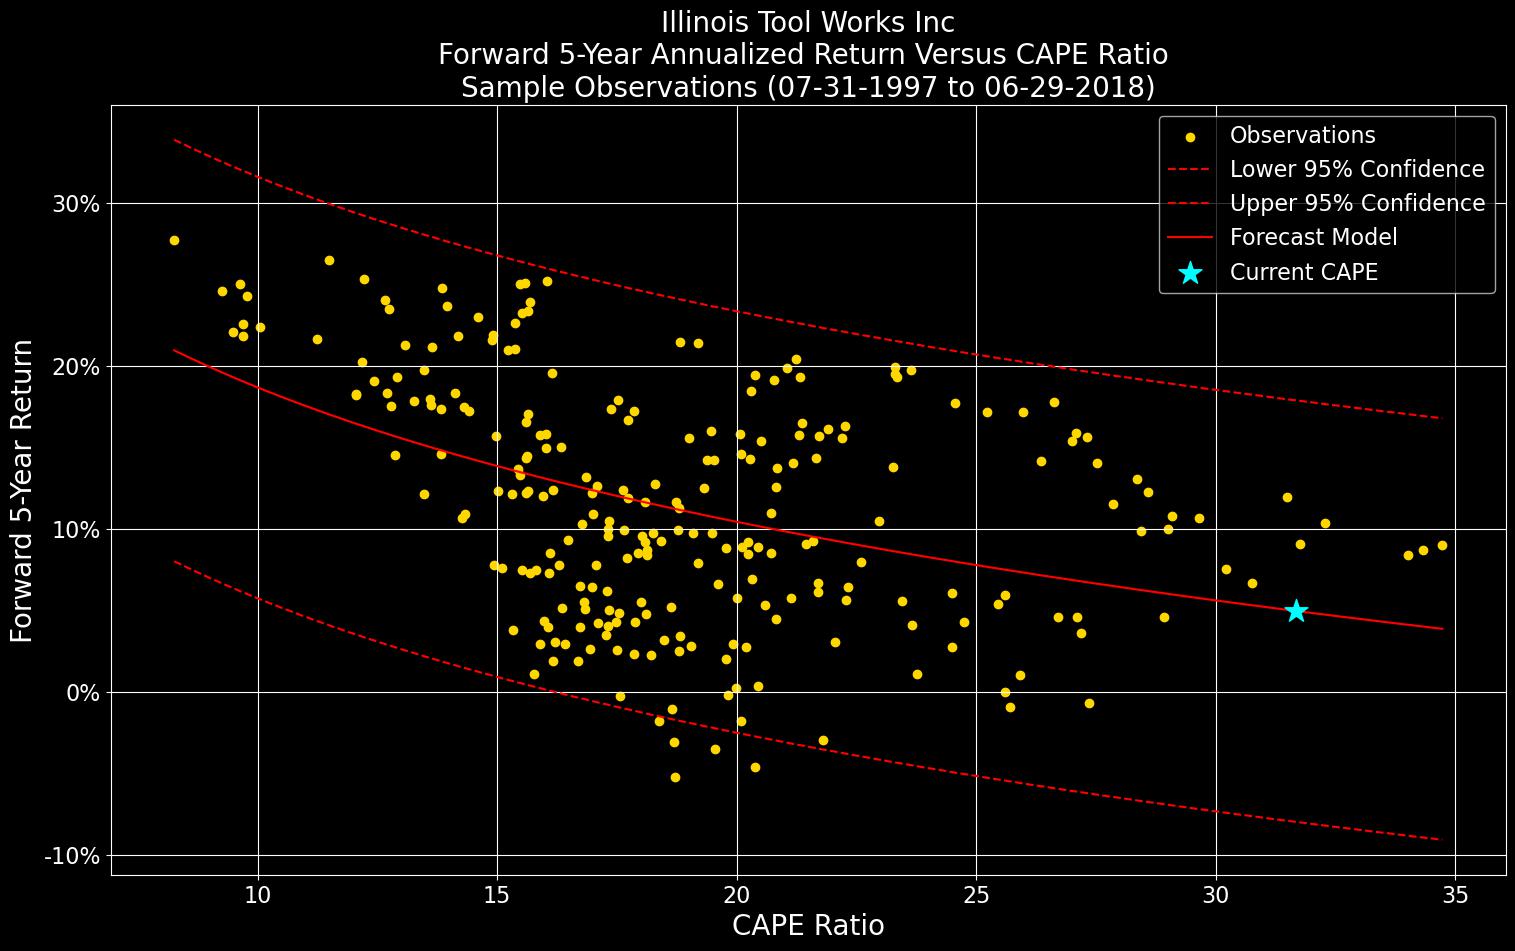 Illinois Tool Works Inc
Forward 5-Year Annualized Return Versus CAPE Ratio
Sample Observations (07-31-1997 to 06-29-2018)
Observations
Lower 95% Confidence
Upper 95% Confidence
Forecast Model
Current CAPE
Forward 5-Year Return
30%
20%
10%
0%
-10%
10 15 20 25 30 35
CAPE Ratio